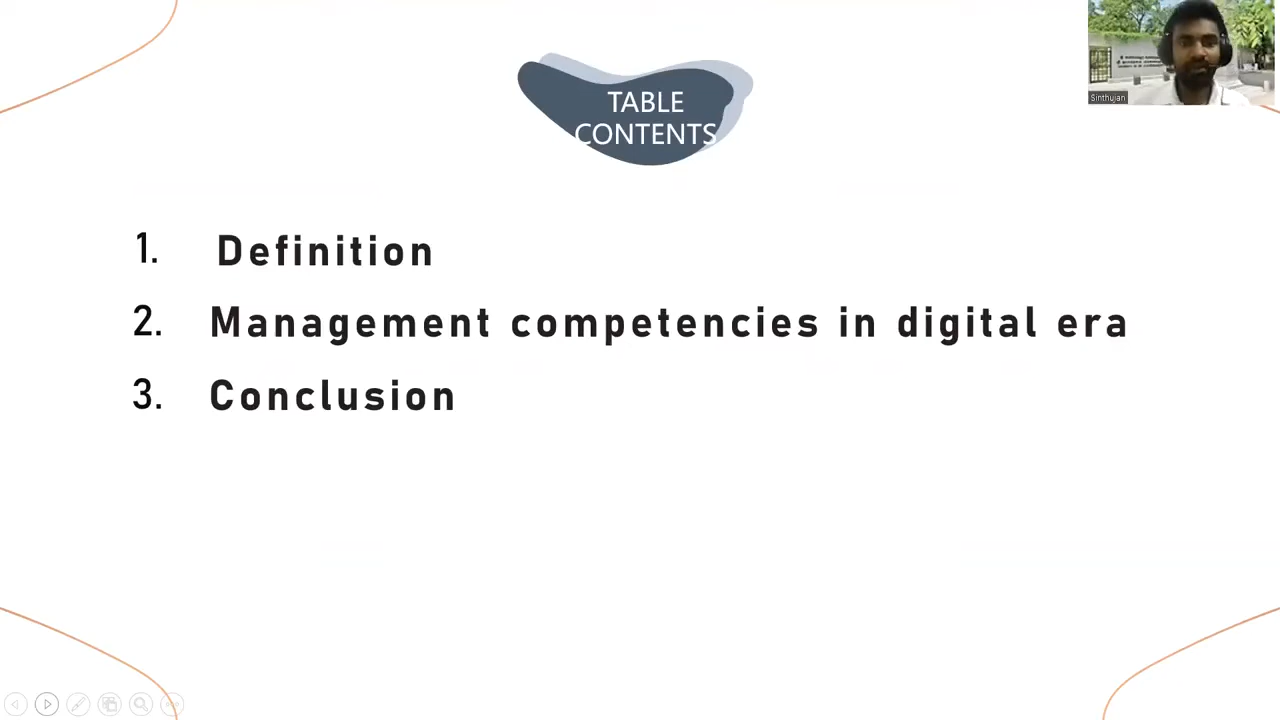 TABLE
CONTENTS
Sinthujan
1. Definition
2. Management competencies in digital era
3. Conclusion